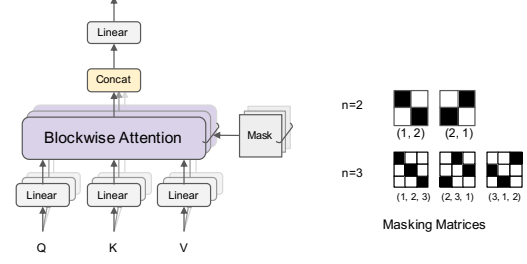 Linear
Concat
Blockwise Attention
Mask
Linear
Linear
Linear
Q
K
V
n=2
(1, 2)
(2, 1)
n=3
(1, 2, 3)
(2, 3, 1)
(3, 1, 2)
Masking Matrices